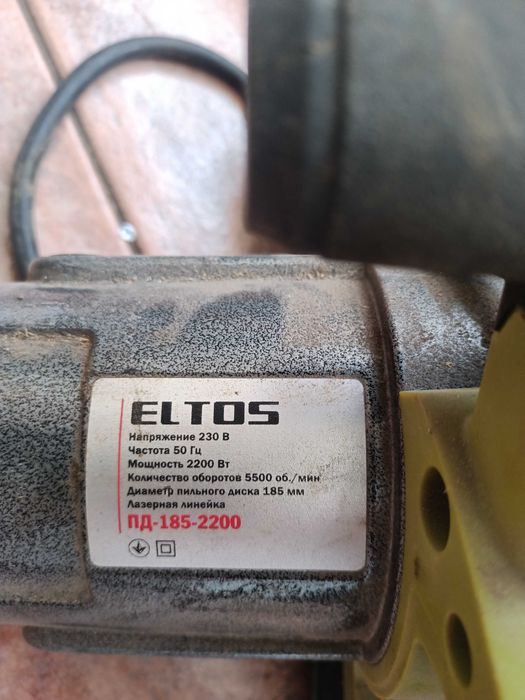 ELTOS
Напряжение 230 В
Частота 50 Гц
Мощность 2200 Вт
Количество оборотов 5500 об./мин
Диаметр пильного диска 185 мм
Лазерная линейка
ПД-185-2200